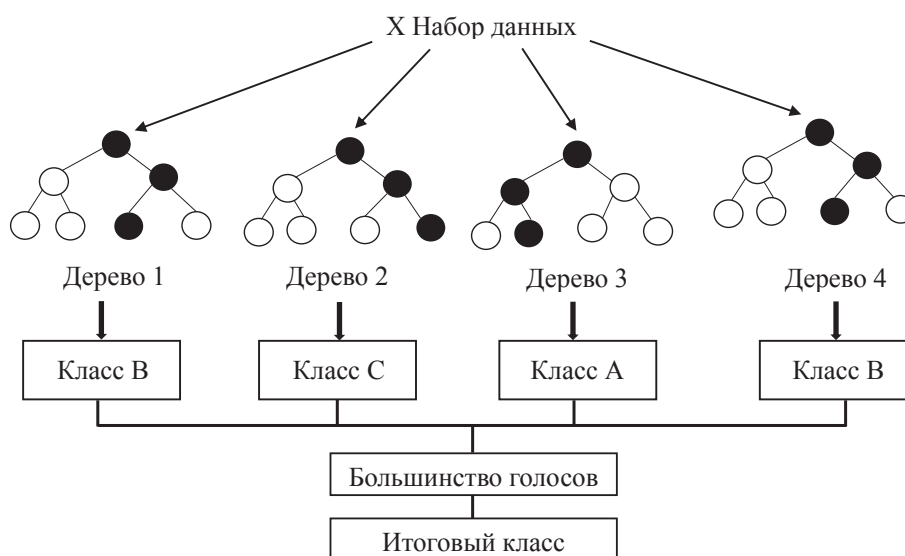 X Набор данных
Дерево 1
Дерево 2
Дерево 3
Дерево 4
Класс B
Класс C
Класс A
Класс B
Большинство голосов
Итоговый класс